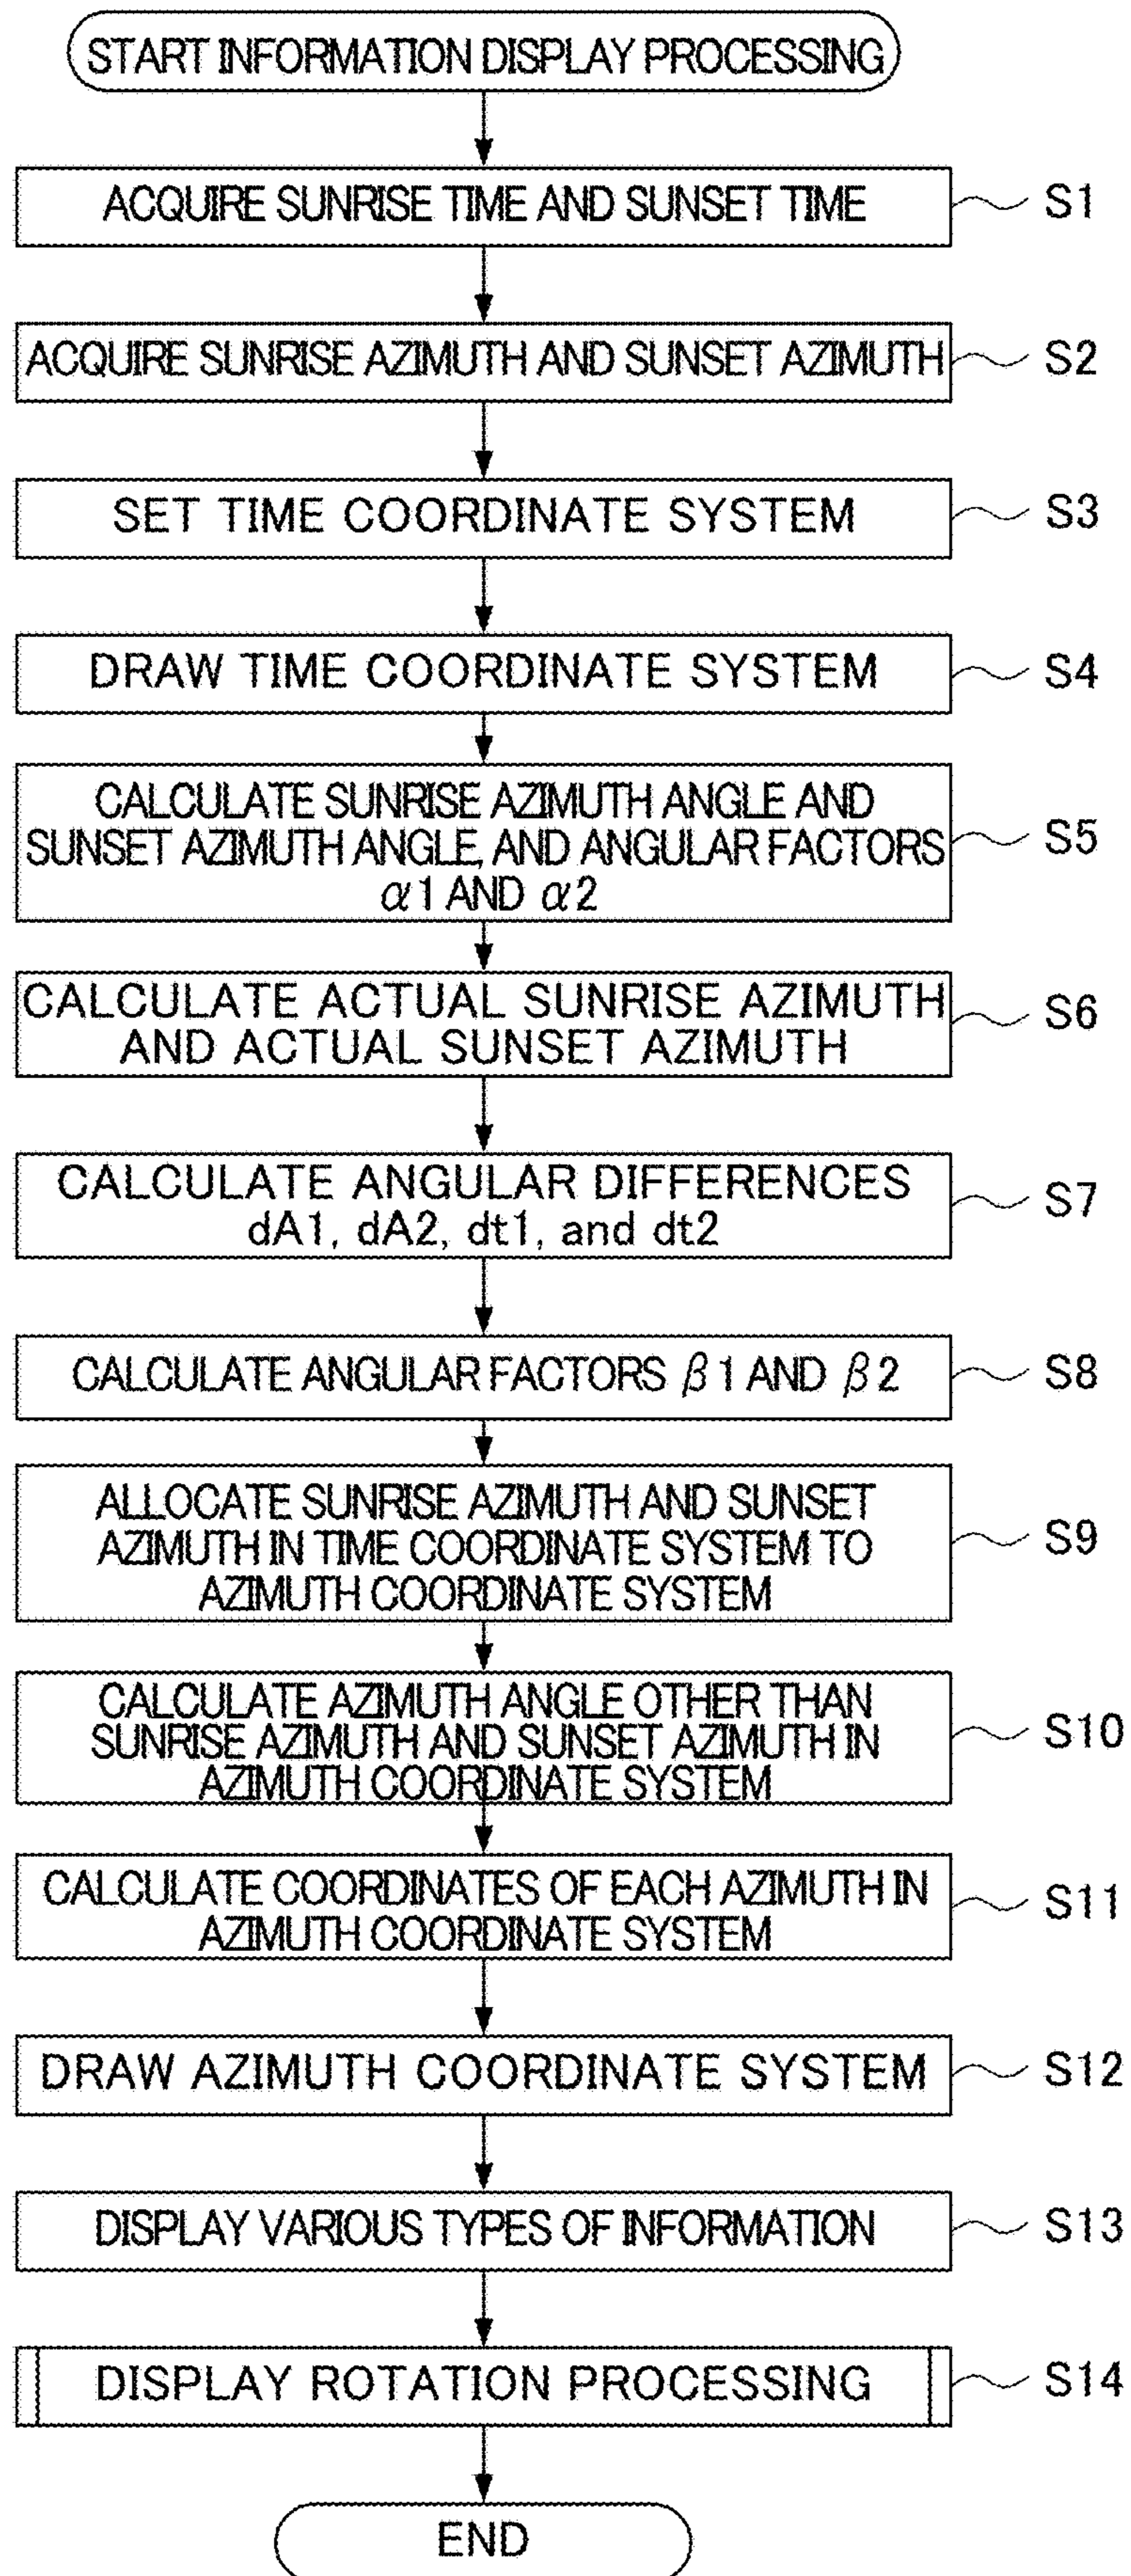 START INFORMATION DISPLAY PROCESSING
ACQUIRE SUNRISE TIME AND SUNSET TIME
S1
ACQUIRE SUNRISE AZIMUTH AND SUNSET AZIMUTH
S2
SET TIME COORDINATE SYSTEM
S3
DRAW TIME COORDINATE SYSTEM
S4
CALCULATE SUNRISE AZIMUTH ANGLE AND
SUNSET AZIMUTH ANGLE, AND ANGULAR FACTORS
α1 AND α2
S5
CALCULATE ACTUAL SUNRISE AZIMUTH
AND ACTUAL SUNSET AZIMUTH
S6
CALCULATE ANGULAR DIFFERENCES
dA1, dA2, dt1, and dt2
S7
CALCULATE ANGULAR FACTORS β1 AND β2
S8
ALLOCATE SUNRISE AZIMUTH AND SUNSET
AZIMUTH IN TIME COORDINATE SYSTEM TO
AZIMUTH COORDINATE SYSTEM
S9
CALCULATE AZIMUTH ANGLE OTHER THAN
SUNRISE AZIMUTH AND SUNSET AZIMUTH IN
AZIMUTH COORDINATE SYSTEM
S10
CALCULATE COORDINATES OF EACH AZIMUTH IN
AZIMUTH COORDINATE SYSTEM
S11
DRAW AZIMUTH COORDINATE SYSTEM
S12
DISPLAY VARIOUS TYPES OF INFORMATION
S13
DISPLAY ROTATION PROCESSING
S14
END